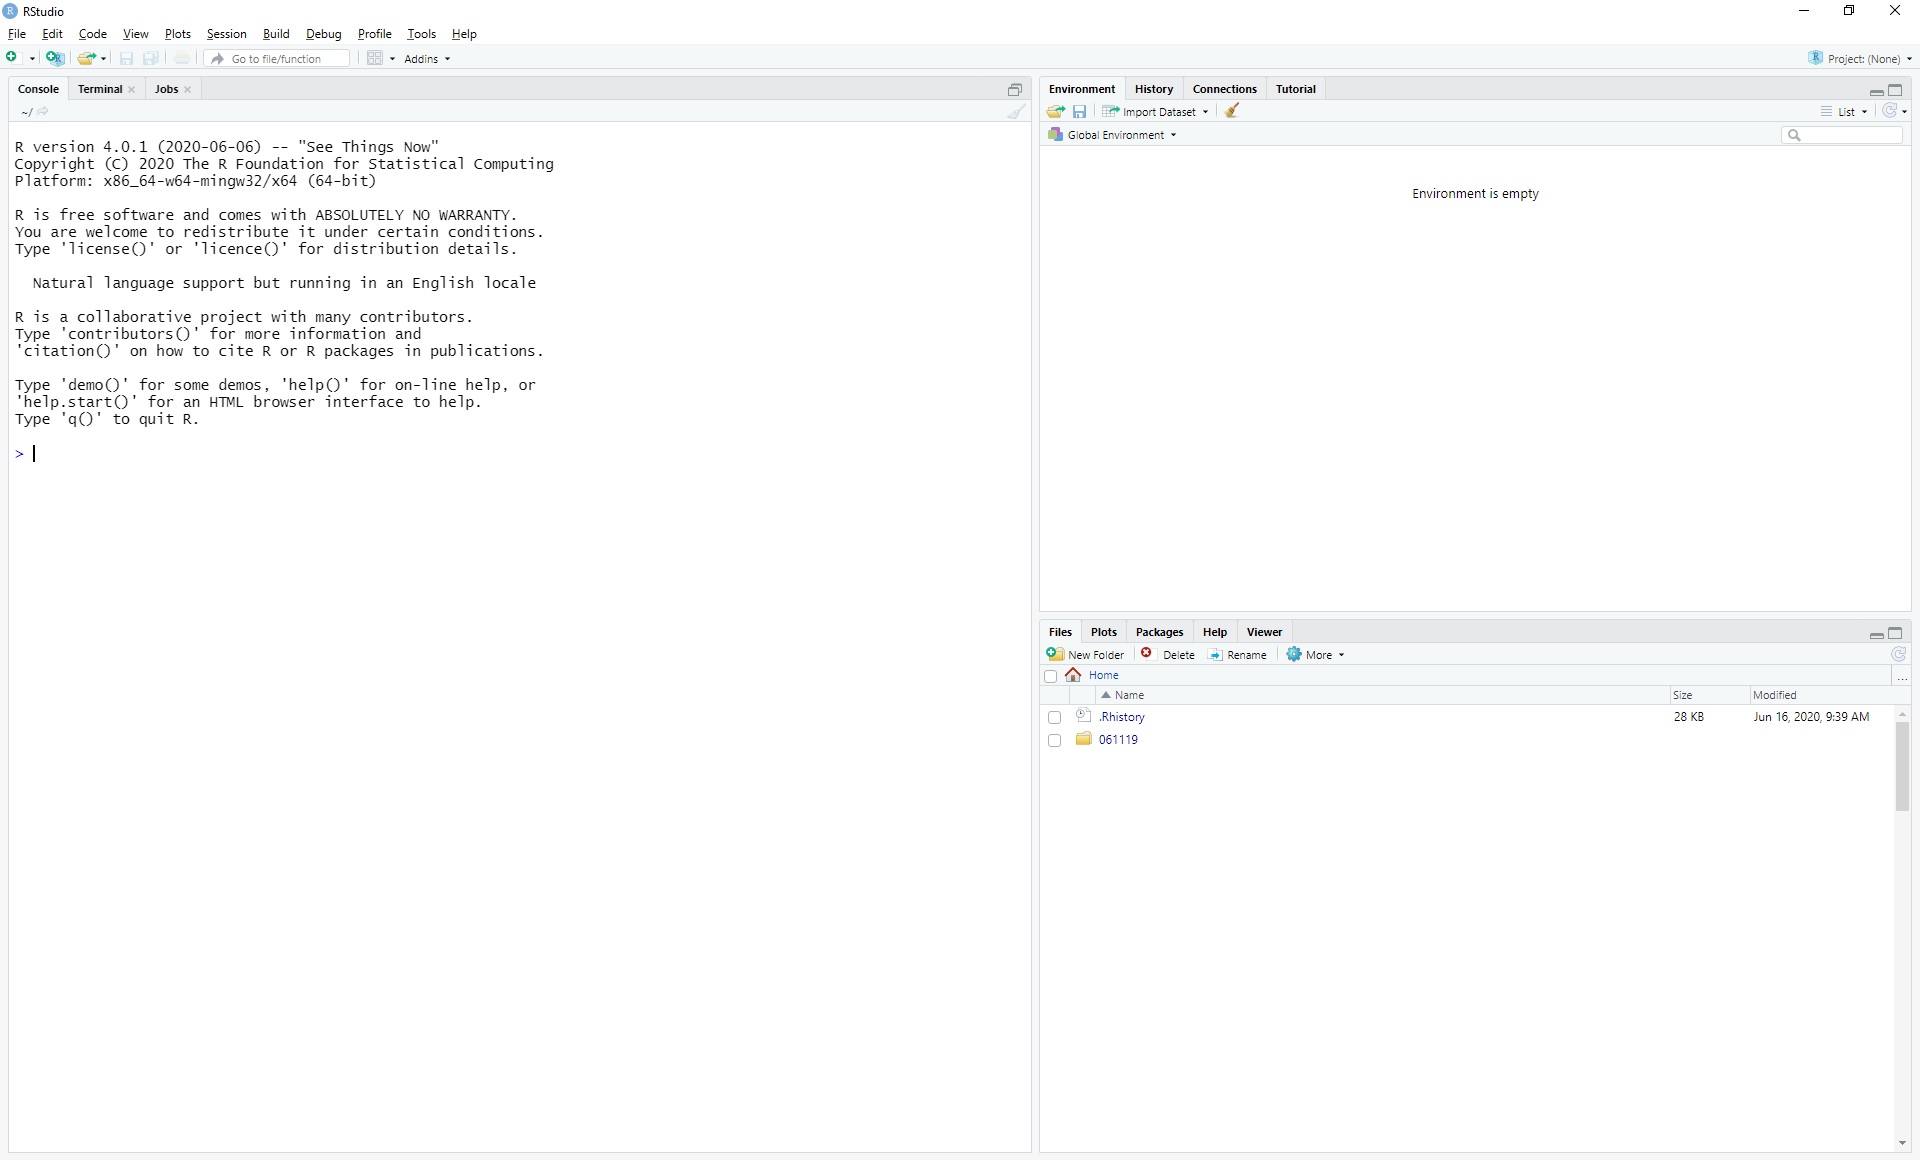 RStudio
File Edit Code View Plots Session Build Debug Profile Tools Help
Go to file/function Addins Project: (None)
Console Terminal Jobs
~/
R version 4.0.1 (2020-06-06) -- "See Things Now"
Copyright (C) 2020 The R Foundation for Statistical Computing
Platform: x86_64-w64-mingw32/x64 (64-bit)
R is free software and comes with ABSOLUTELY NO WARRANTY.
You are welcome to redistribute it under certain conditions.
Type 'license()' or 'licence()' for distribution details.
Natural language support but running in an English locale
R is a collaborative project with many contributors.
Type 'contributors()' for more information and
'citation()' on how to cite R or R packages in publications.
Type 'demo()' for some demos, 'help()' for on-line help, or
'help.start()' for an HTML browser interface to help.
Type 'q()' to quit R.
>
Environment History Connections Tutorial
Import Dataset List
Global Environment
Environment is empty
Files Plots Packages Help Viewer
New Folder Delete Rename More
Home ...
Name Size Modified
.Rhistory 28 KB Jun 16, 2020, 9:39 AM
061119